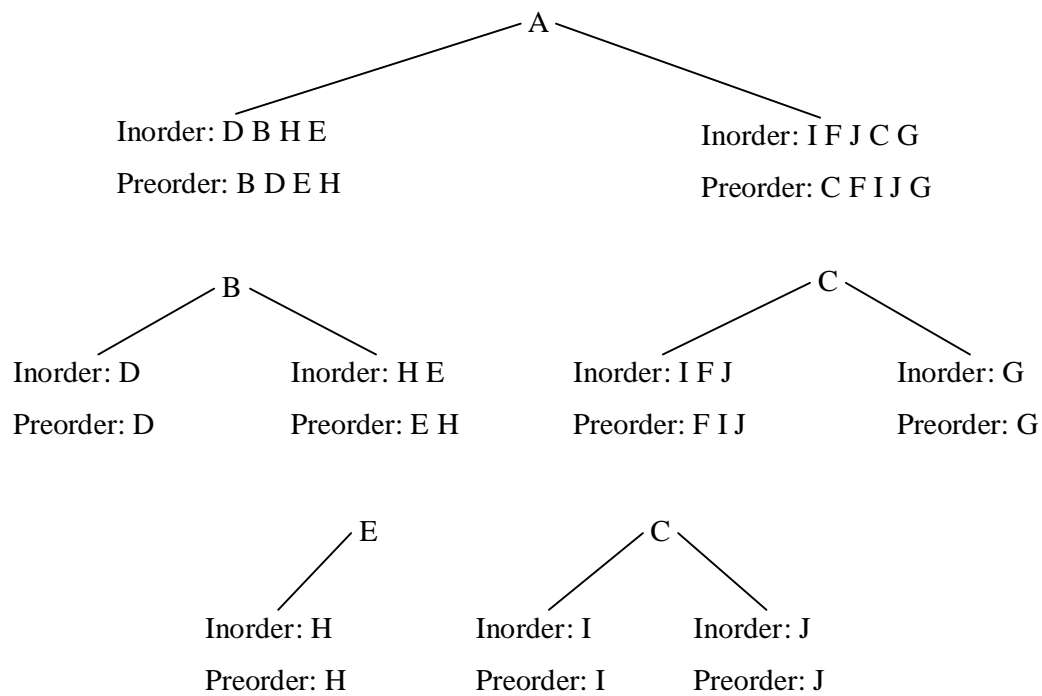 A
Inorder: D B H E
Inorder: I F J C G
Preorder: B D E H
Preorder: C F I J G
B
C
Inorder: D
Inorder: H E
Inorder: I F J
Inorder: G
Preorder: D
Preorder: E H
Preorder: F I J
Preorder: G
E
C
Inorder: H
Inorder: I
Inorder: J
Preorder: H
Preorder: I
Preorder: J